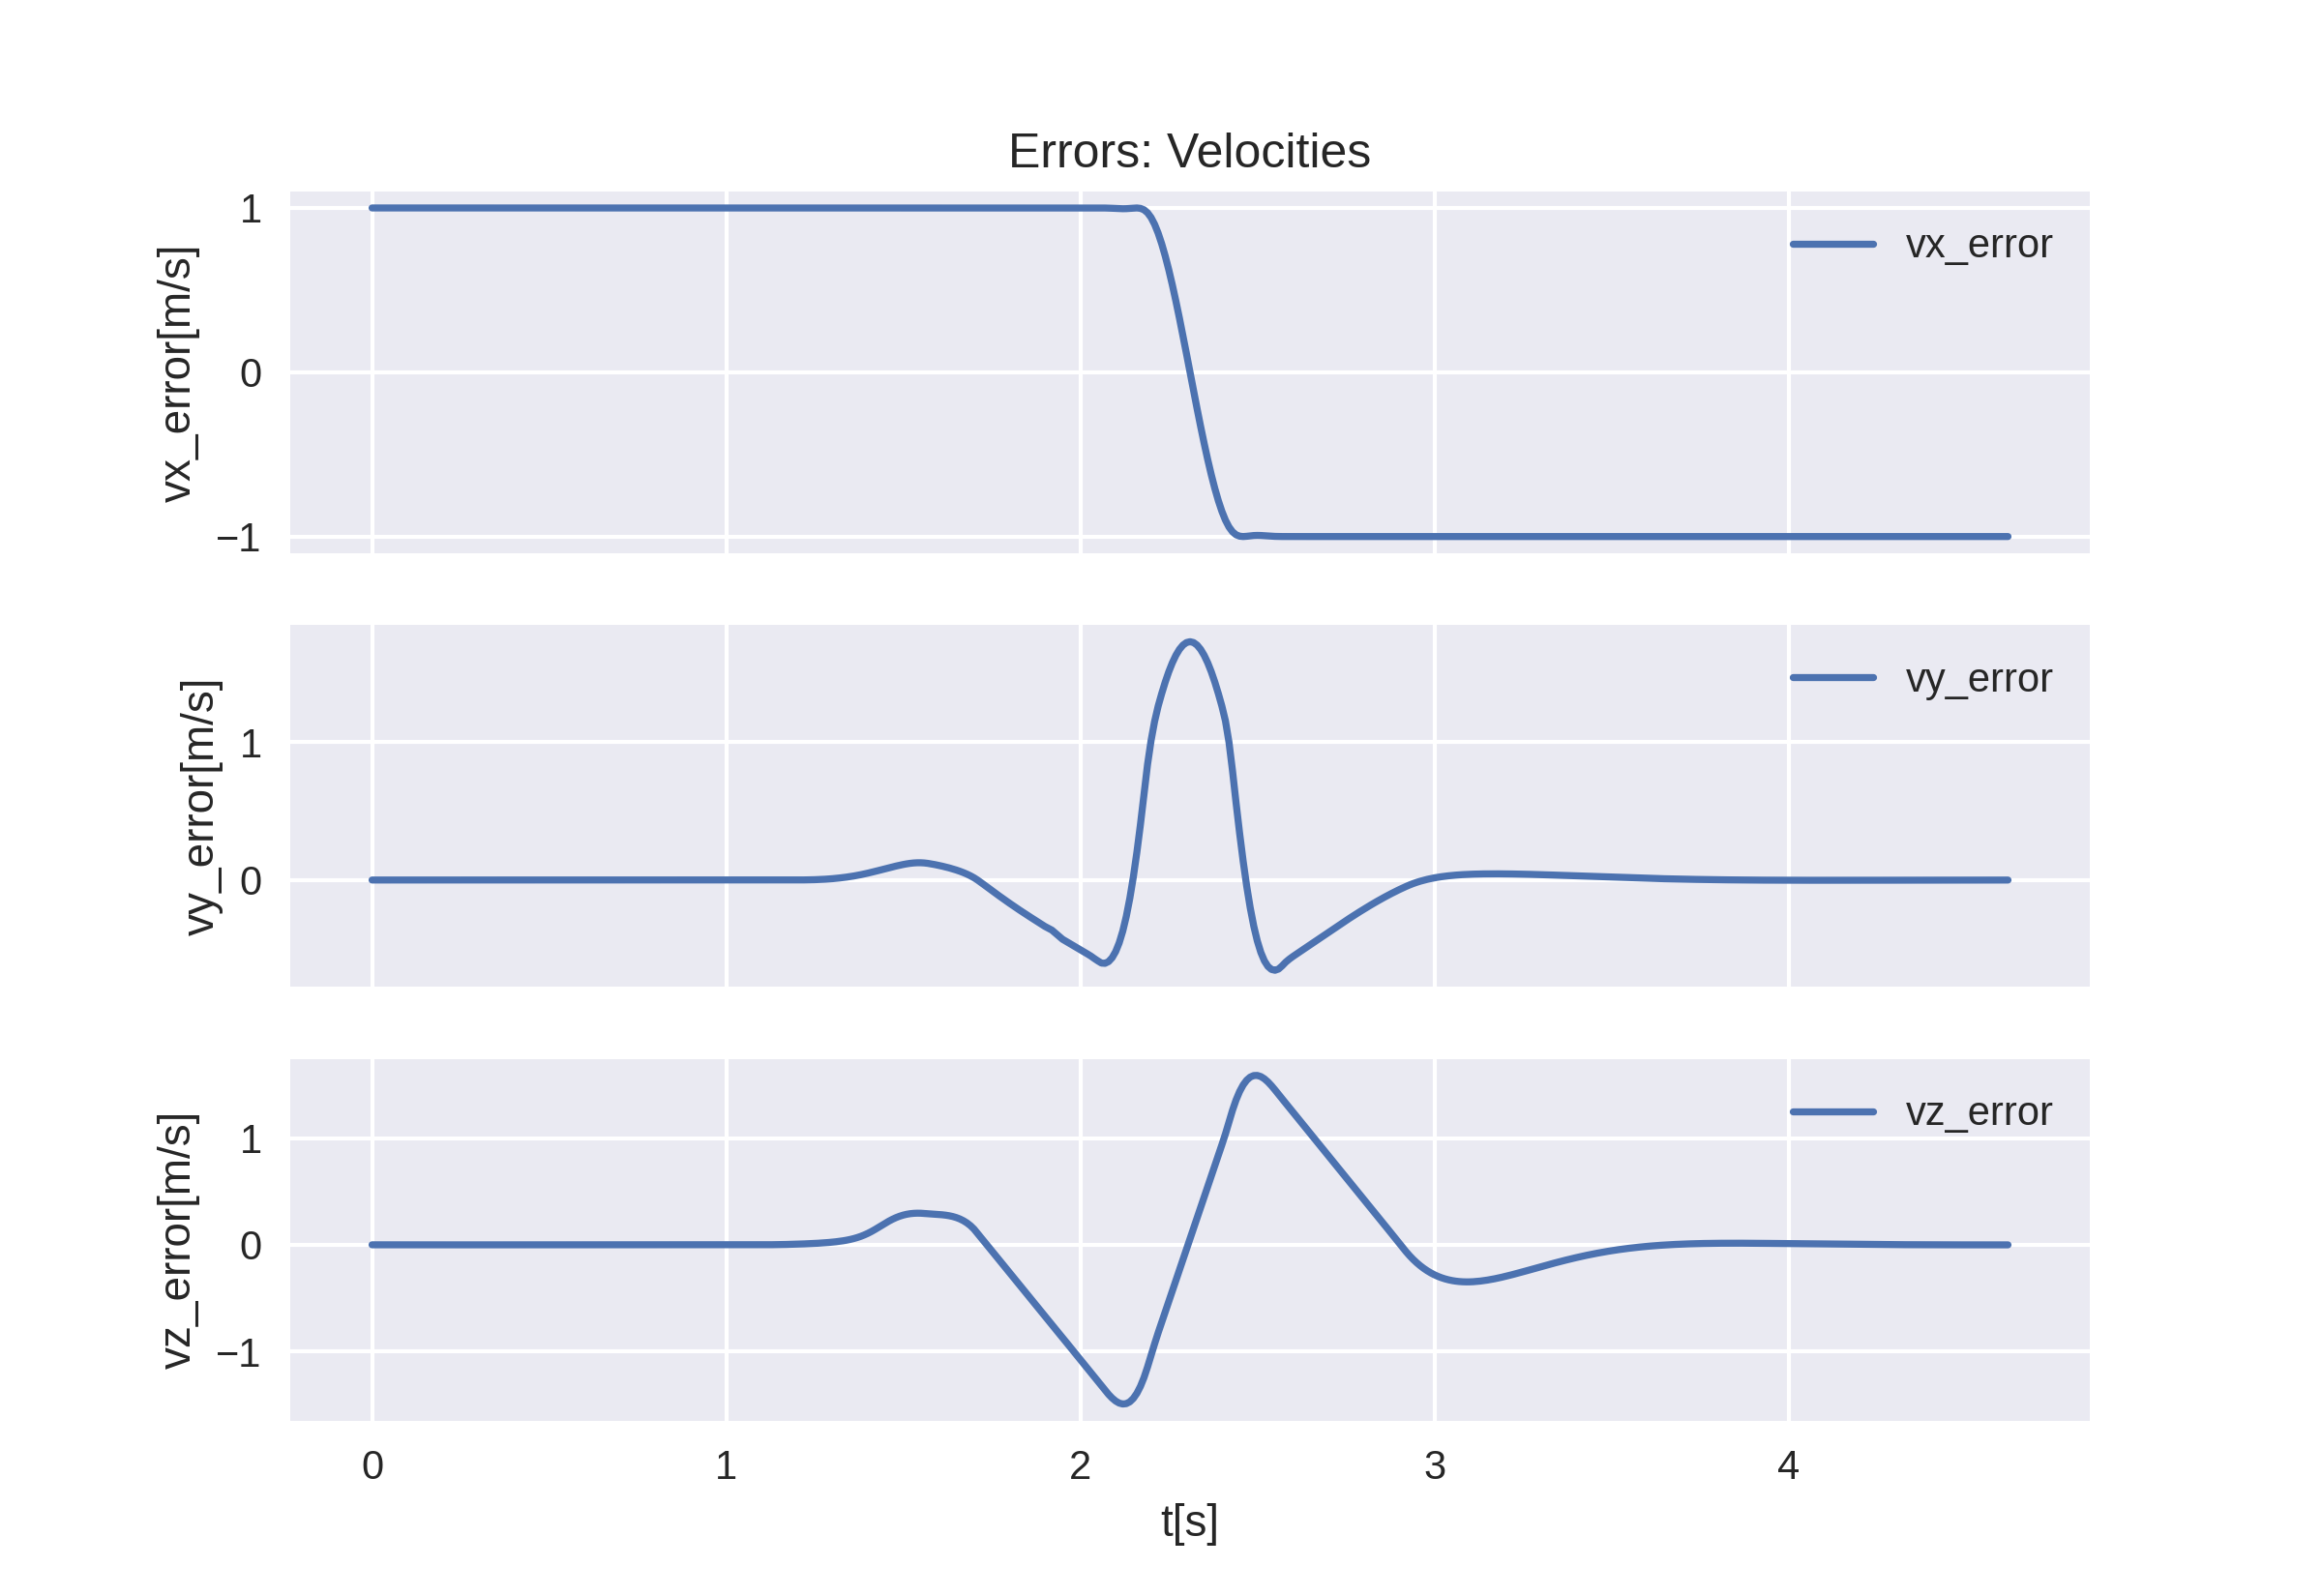 Errors: Velocities
vx_error[m/s]
1
0
−1
vx_error
vy_error[m/s]
1
0
vy_error
vz_error[m/s]
1
0
−1
vz_error
0 1 2 3 4
t[s]